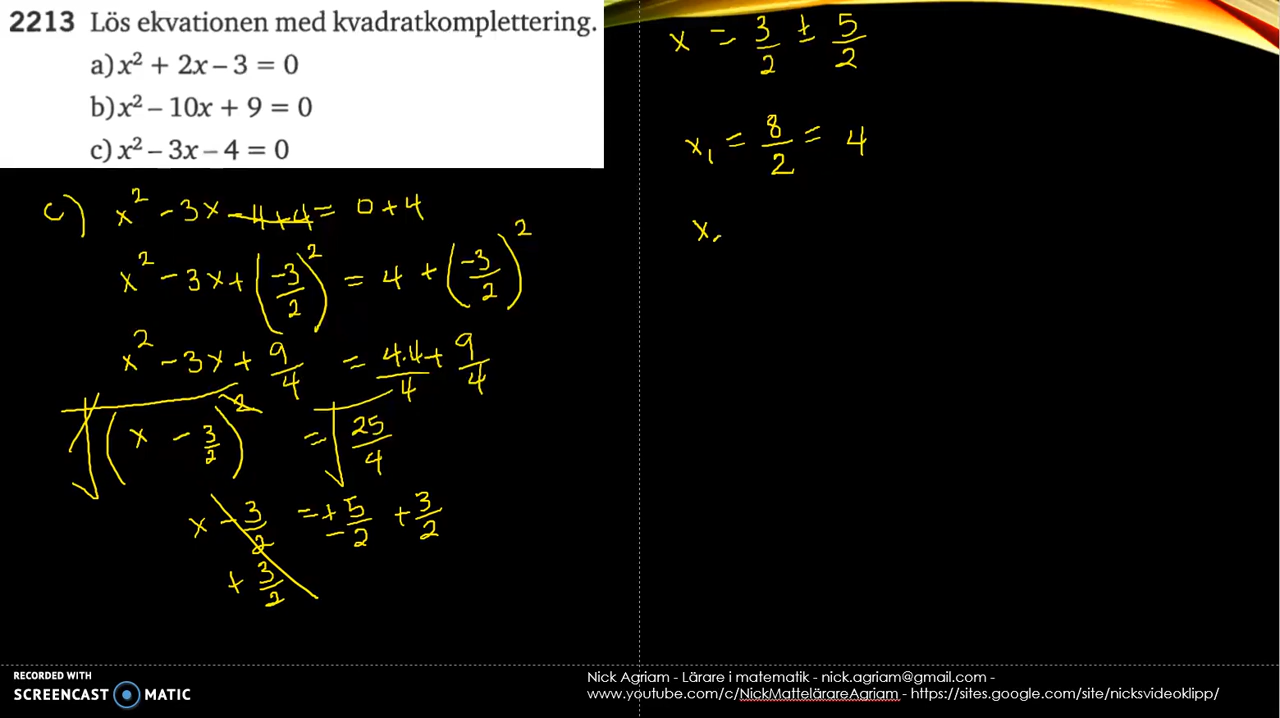 2213 Lös ekvationen med kvadratkomplettering.
a) x² + 2x – 3 = 0
b) x² – 10x + 9 = 0
c) x² – 3x – 4 = 0
c) x² - 3x - 4 + 4 = 0 + 4
x² - 3x + (-3/2)² = 4 + (-3/2)²
x² - 3x + 9/4 = 4·4/4 + 9/4
√(x - 3/2)² = √25/4
x - 3/2 = ± 5/2 + 3/2
+ 3/2
x = 3/2 ± 5/2
x₁ = 8/2 = 4
x
RECORDED WITH
SCREENCAST MATIC
Nick Agriam - Lärare i matematik - nick.agriam@gmail.com -
www.youtube.com/c/NickMattelärareAgriam - https://sites.google.com/site/nicksvideoklipp/